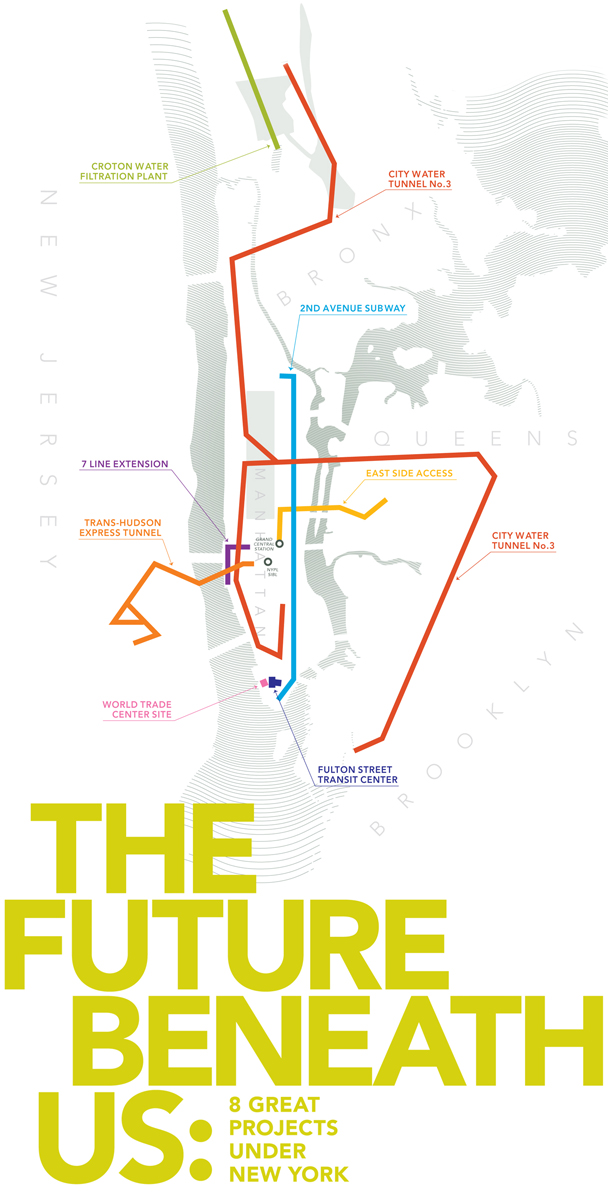 CROTON WATER
FILTRATION PLANT
CITY WATER
TUNNEL No.3
NEW JERSEY
BRONX
2ND AVENUE SUBWAY
QUEENS
7 LINE EXTENSION
EAST SIDE ACCESS
MANHATTAN
TRANS-HUDSON
EXPRESS TUNNEL
GRAND
CENTRAL
STATION
NYPL
SIBL
CITY WATER
TUNNEL No.3
BROOKLYN
WORLD TRADE
CENTER SITE
FULTON STREET
TRANSIT CENTER
THE
FUTURE
BENEATH
US:
8 GREAT
PROJECTS
UNDER
NEW YORK